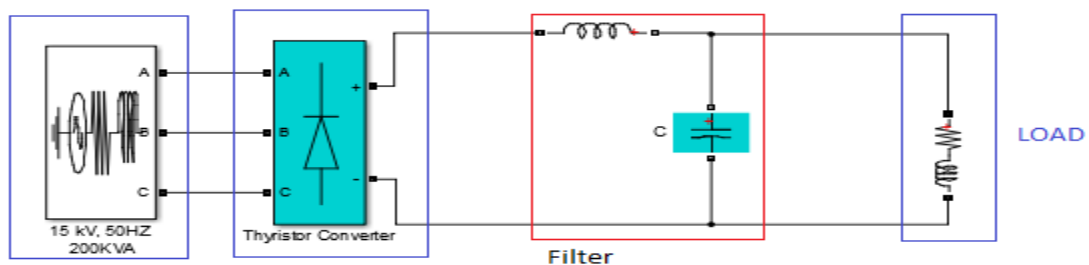 A
B
C
15 kV, 50HZ
200KVA
A
B
C
+
-
Thyristor Converter
C
Filter
LOAD